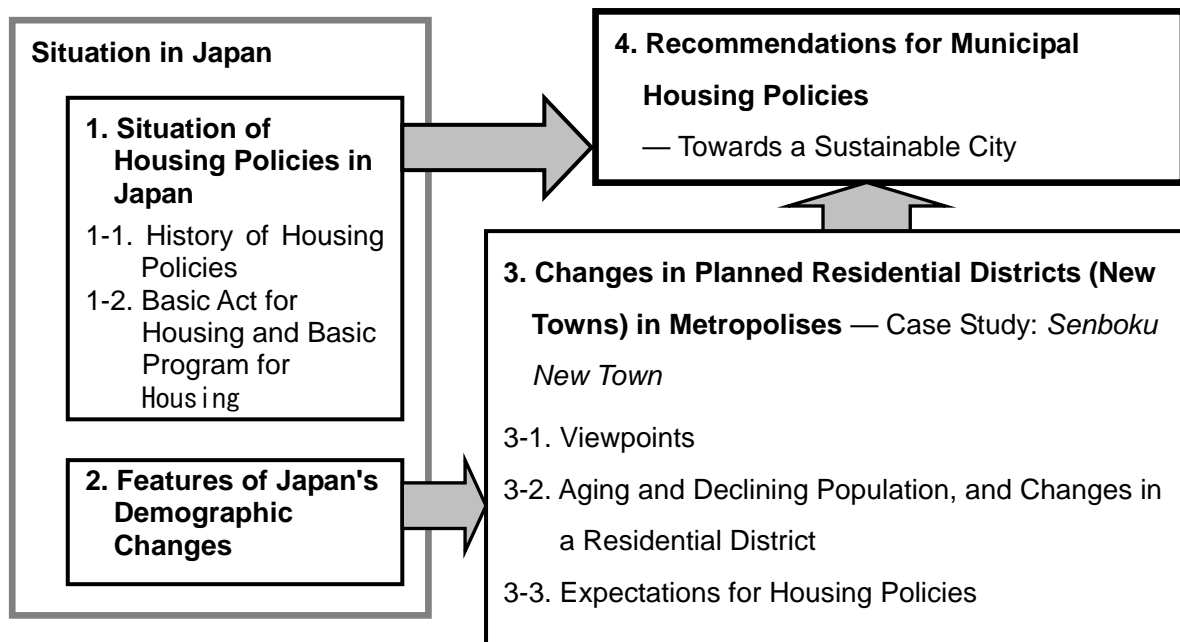 Situation in Japan
1. Situation of
Housing Policies in
Japan
1-1. History of Housing
Policies
1-2. Basic Act for
Housing and Basic
Program for
Housing
2. Features of Japan's
Demographic
Changes
3. Changes in Planned Residential Districts (New
Towns) in Metropolises — Case Study: Senboku
New Town
3-1. Viewpoints
3-2. Aging and Declining Population, and Changes in
a Residential District
3-3. Expectations for Housing Policies
4. Recommendations for Municipal
Housing Policies
— Towards a Sustainable City